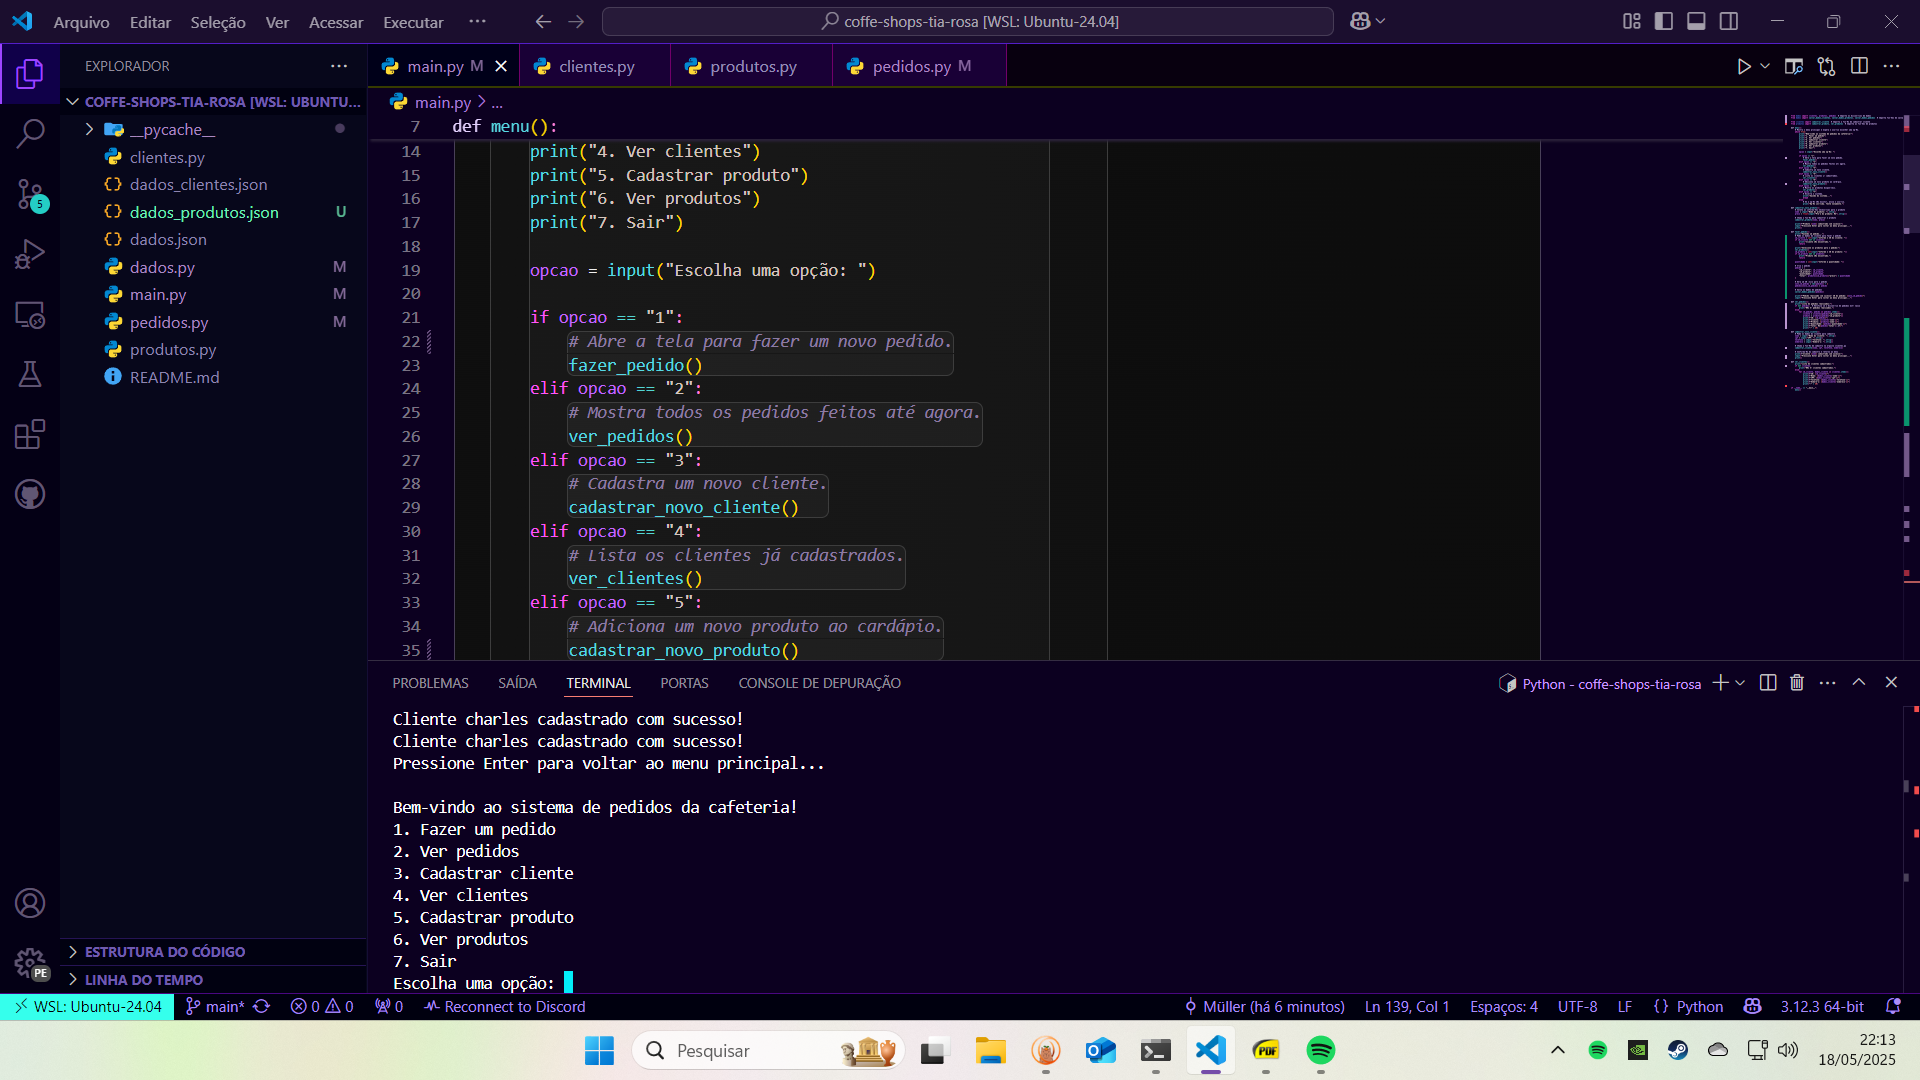 Arquivo Editar Seleção Ver Acessar Executar ···
coffe-shops-tia-rosa [WSL: Ubuntu-24.04]
EXPLORADOR
COFFE-SHOPS-TIA-ROSA [WSL: UBUNTU...
__pycache__
clientes.py
dados_clientes.json
dados_produtos.json U
dados.json
dados.py M
main.py M
pedidos.py M
produtos.py
README.md
ESTRUTURA DO CÓDIGO
LINHA DO TEMPO
5
PE
main.py M
clientes.py
produtos.py
pedidos.py M
main.py > ...
7 def menu():
14 print("4. Ver clientes")
15 print("5. Cadastrar produto")
16 print("6. Ver produtos")
17 print("7. Sair")
18
19 opcao = input("Escolha uma opção: ")
20
21 if opcao == "1":
22 # Abre a tela para fazer um novo pedido.
23 fazer_pedido()
24 elif opcao == "2":
25 # Mostra todos os pedidos feitos até agora.
26 ver_pedidos()
27 elif opcao == "3":
28 # Cadastra um novo cliente.
29 cadastrar_novo_cliente()
30 elif opcao == "4":
31 # Lista os clientes já cadastrados.
32 ver_clientes()
33 elif opcao == "5":
34 # Adiciona um novo produto ao cardápio.
35 cadastrar_novo_produto()
PROBLEMAS SAÍDA TERMINAL PORTAS CONSOLE DE DEPURAÇÃO
Python - coffe-shops-tia-rosa
Cliente charles cadastrado com sucesso!
Cliente charles cadastrado com sucesso!
Pressione Enter para voltar ao menu principal...
Bem-vindo ao sistema de pedidos da cafeteria!
1. Fazer um pedido
2. Ver pedidos
3. Cadastrar cliente
4. Ver clientes
5. Cadastrar produto
6. Ver produtos
7. Sair
Escolha uma opção:
WSL: Ubuntu-24.04 main* 0 0 0 Reconnect to Discord
Müller (há 6 minutos) Ln 139, Col 1 Espaços: 4 UTF-8 LF {} Python 3.12.3 64-bit
Pesquisar
PDF
22:13
18/05/2025